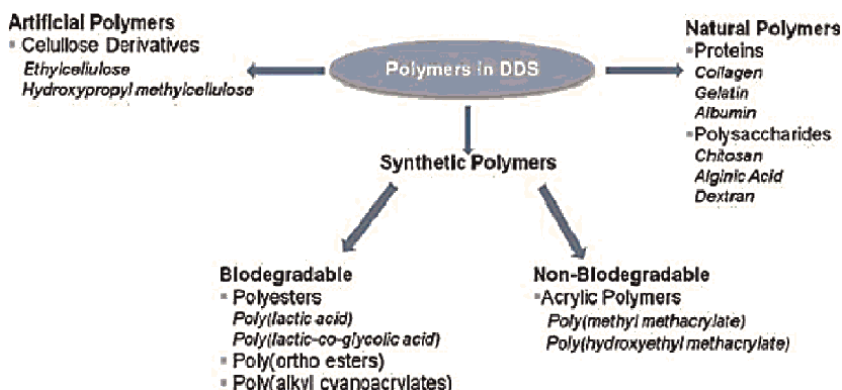 Artificial Polymers
▪ Celullose Derivatives
Ethylcellulose
Hydroxypropyl methylcellulose
Polymers in DDS
Natural Polymers
▪Proteins
Collagen
Gelatin
Albumin
▪Polysaccharides
Chitosan
Alginic Acid
Dextran
Synthetic Polymers
Biodegradable
▪ Polyesters
Poly(lactic acid)
Poly(lactic-co-glycolic acid)
▪ Poly(ortho esters)
▪ Poly(alkyl cyanoacrylates)
Non-Biodegradable
▪Acrylic Polymers
Poly(methyl methacrylate)
Poly(hydroxyethyl methacrylate)